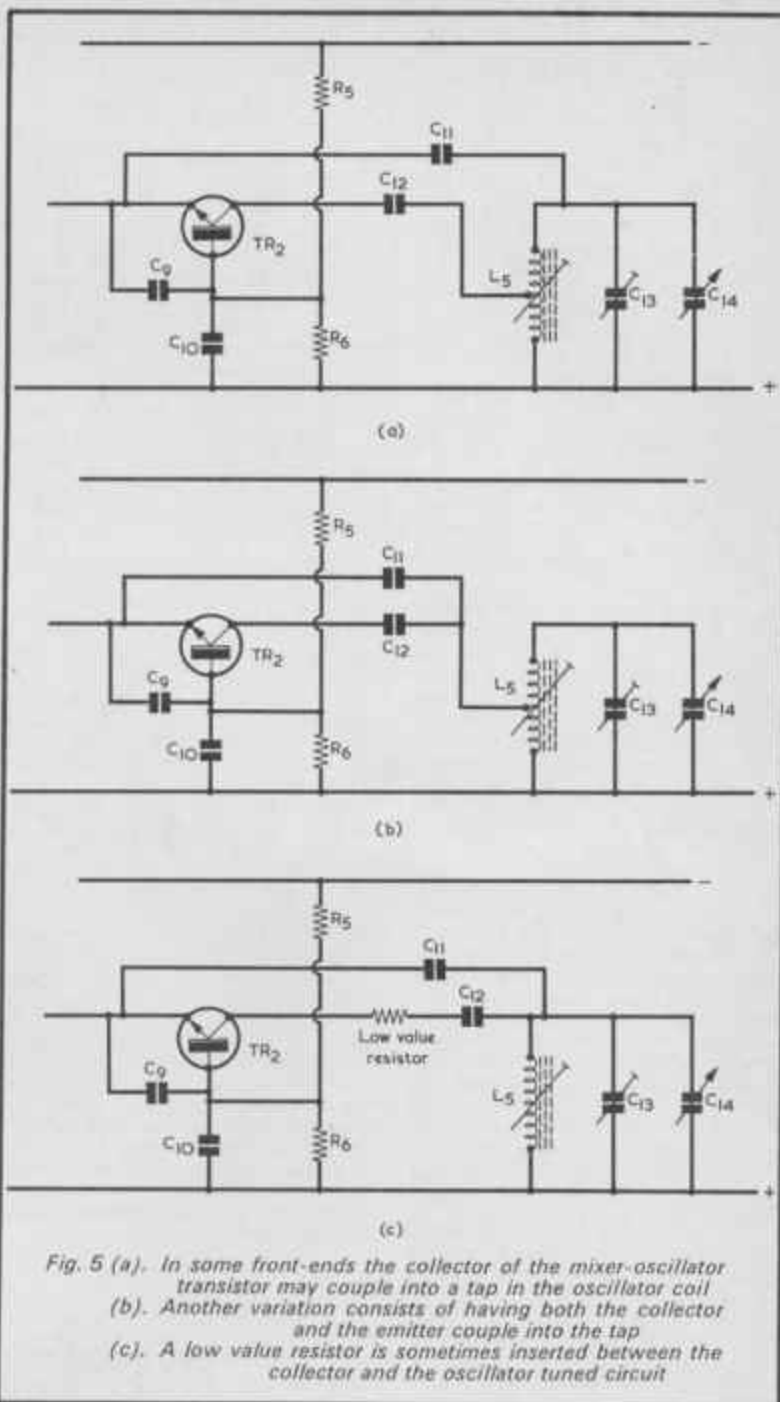 −
R5
C11
C12
TR2
L5
C9
C13
C14
C10
R6
+
(a)
−
R5
C11
C12
TR2
L5
C9
C13
C14
C10
R6
+
(b)
−
R5
C11
C12
Low value
resistor
TR2
L5
C9
C13
C14
C10
R6
+
(c)
Fig. 5 (a). In some front-ends the collector of the mixer-oscillator
transistor may couple into a tap in the oscillator coil
(b). Another variation consists of having both the collector
and the emitter couple into the tap
(c). A low value resistor is sometimes inserted between the
collector and the oscillator tuned circuit